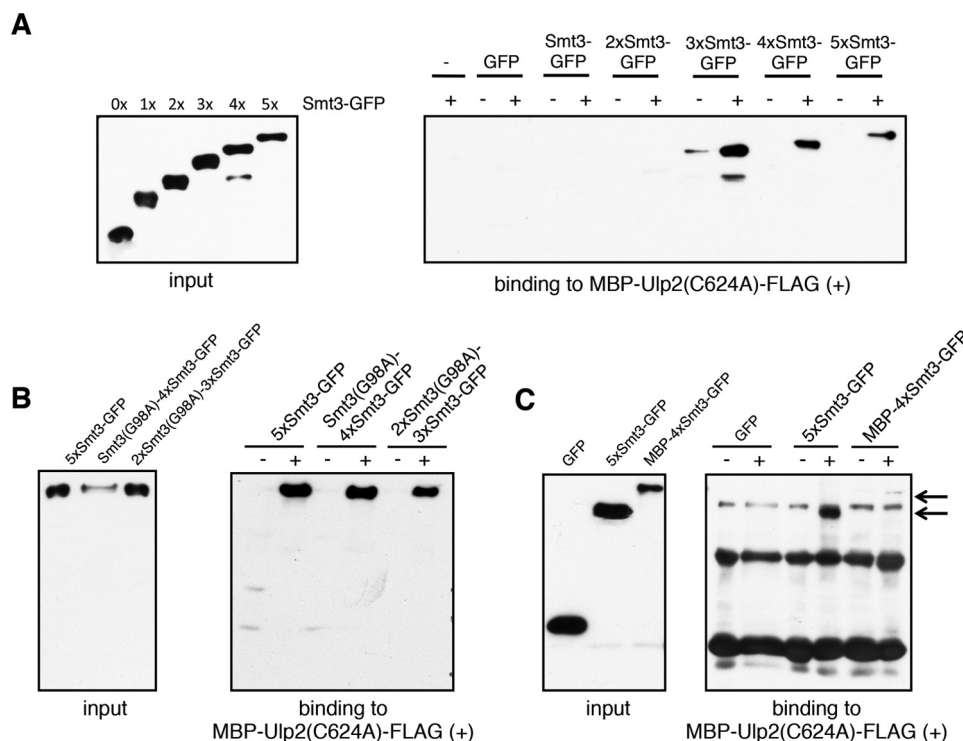 A
Smt3- 2xSmt3- 3xSmt3- 4xSmt3- 5xSmt3-
- GFP GFP GFP GFP GFP GFP
0x 1x 2x 3x 4x 5x Smt3-GFP
+ - + - + - + - + - + - +
input
binding to MBP-Ulp2(C624A)-FLAG (+)
B
5xSmt3-GFP
Smt3(G98A)-4xSmt3-GFP
2xSmt3(G98A)-3xSmt3-GFP
5xSmt3-GFP
Smt3(G98A)-
4xSmt3-GFP
2xSmt3(G98A)-
3xSmt3-GFP
- + - + - +
input
binding to
MBP-Ulp2(C624A)-FLAG (+)
C
GFP
5xSmt3-GFP
MBP-4xSmt3-GFP
GFP
5xSmt3-GFP
MBP-4xSmt3-GFP
- + - + - +
input
binding to
MBP-Ulp2(C624A)-FLAG (+)